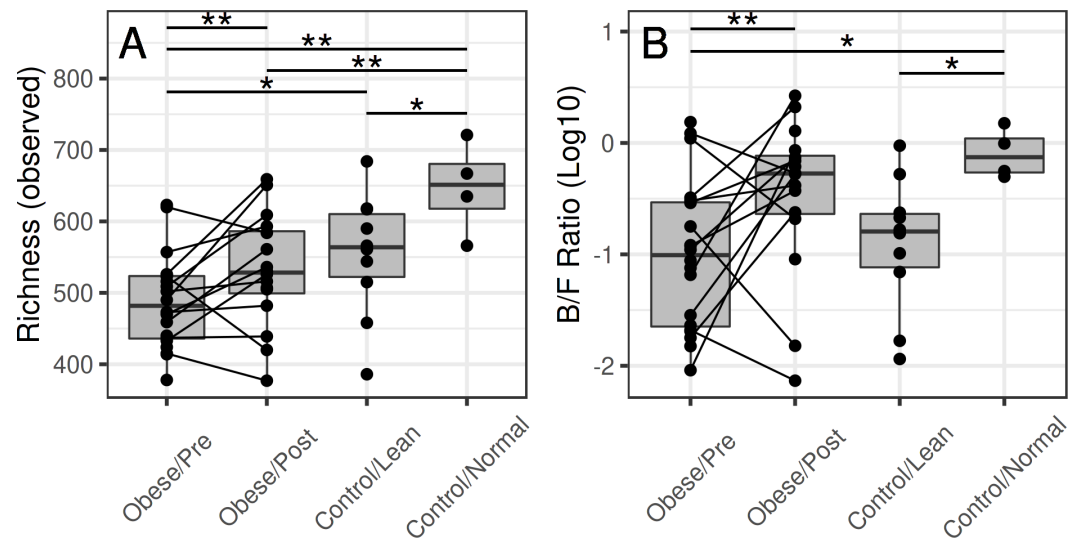 A
**
**
**
*
*
Richness (observed)
800
700
600
500
400
Obese/Pre
Obese/Post
Control/Lean
Control/Normal
B
**
*
*
B/F Ratio (Log10)
1
0
-1
-2
Obese/Pre
Obese/Post
Control/Lean
Control/Normal